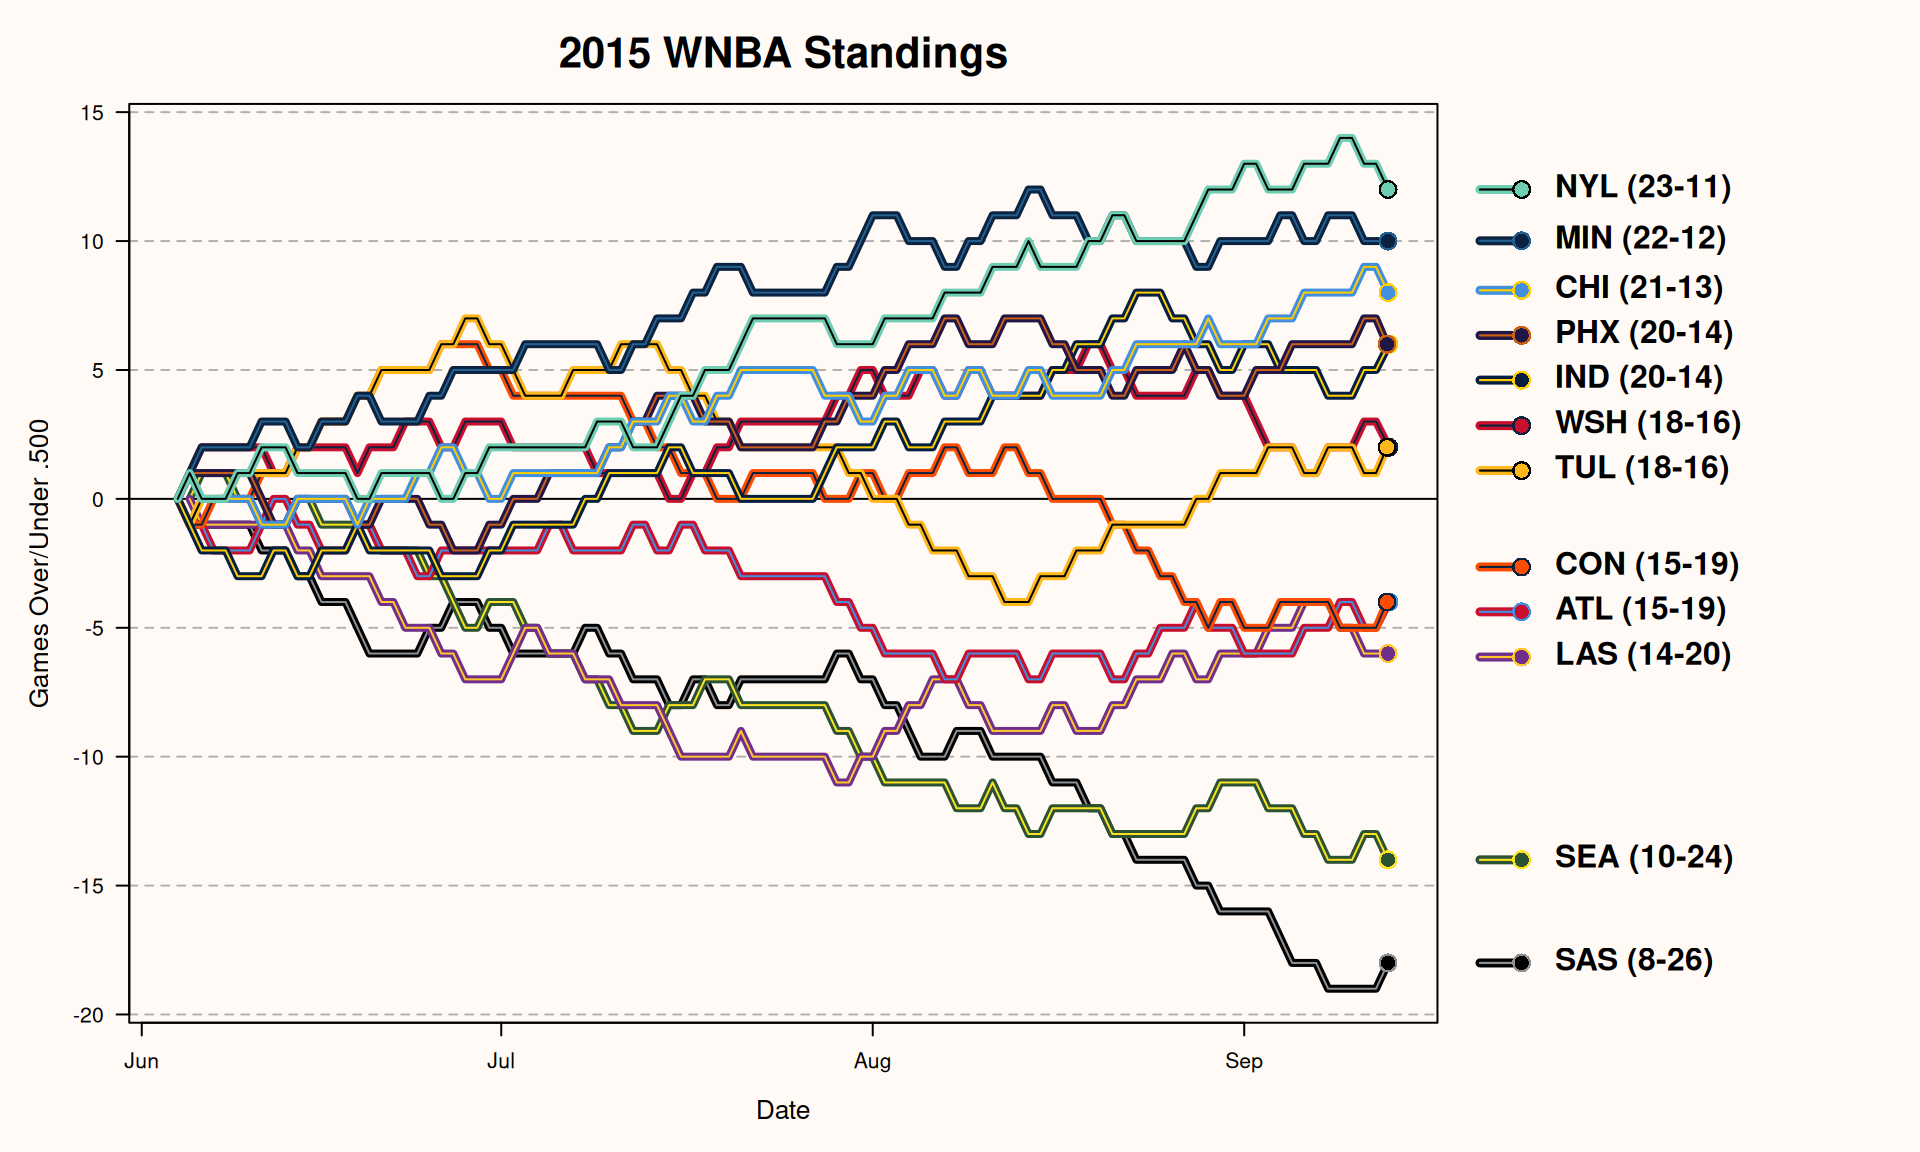 2015 WNBA Standings
Games Over/Under .500
15
10
5
0
-5
-10
-15
-20
Jun
Jul
Aug
Sep
Date
NYL (23-11)
MIN (22-12)
CHI (21-13)
PHX (20-14)
IND (20-14)
WSH (18-16)
TUL (18-16)
CON (15-19)
ATL (15-19)
LAS (14-20)
SEA (10-24)
SAS (8-26)